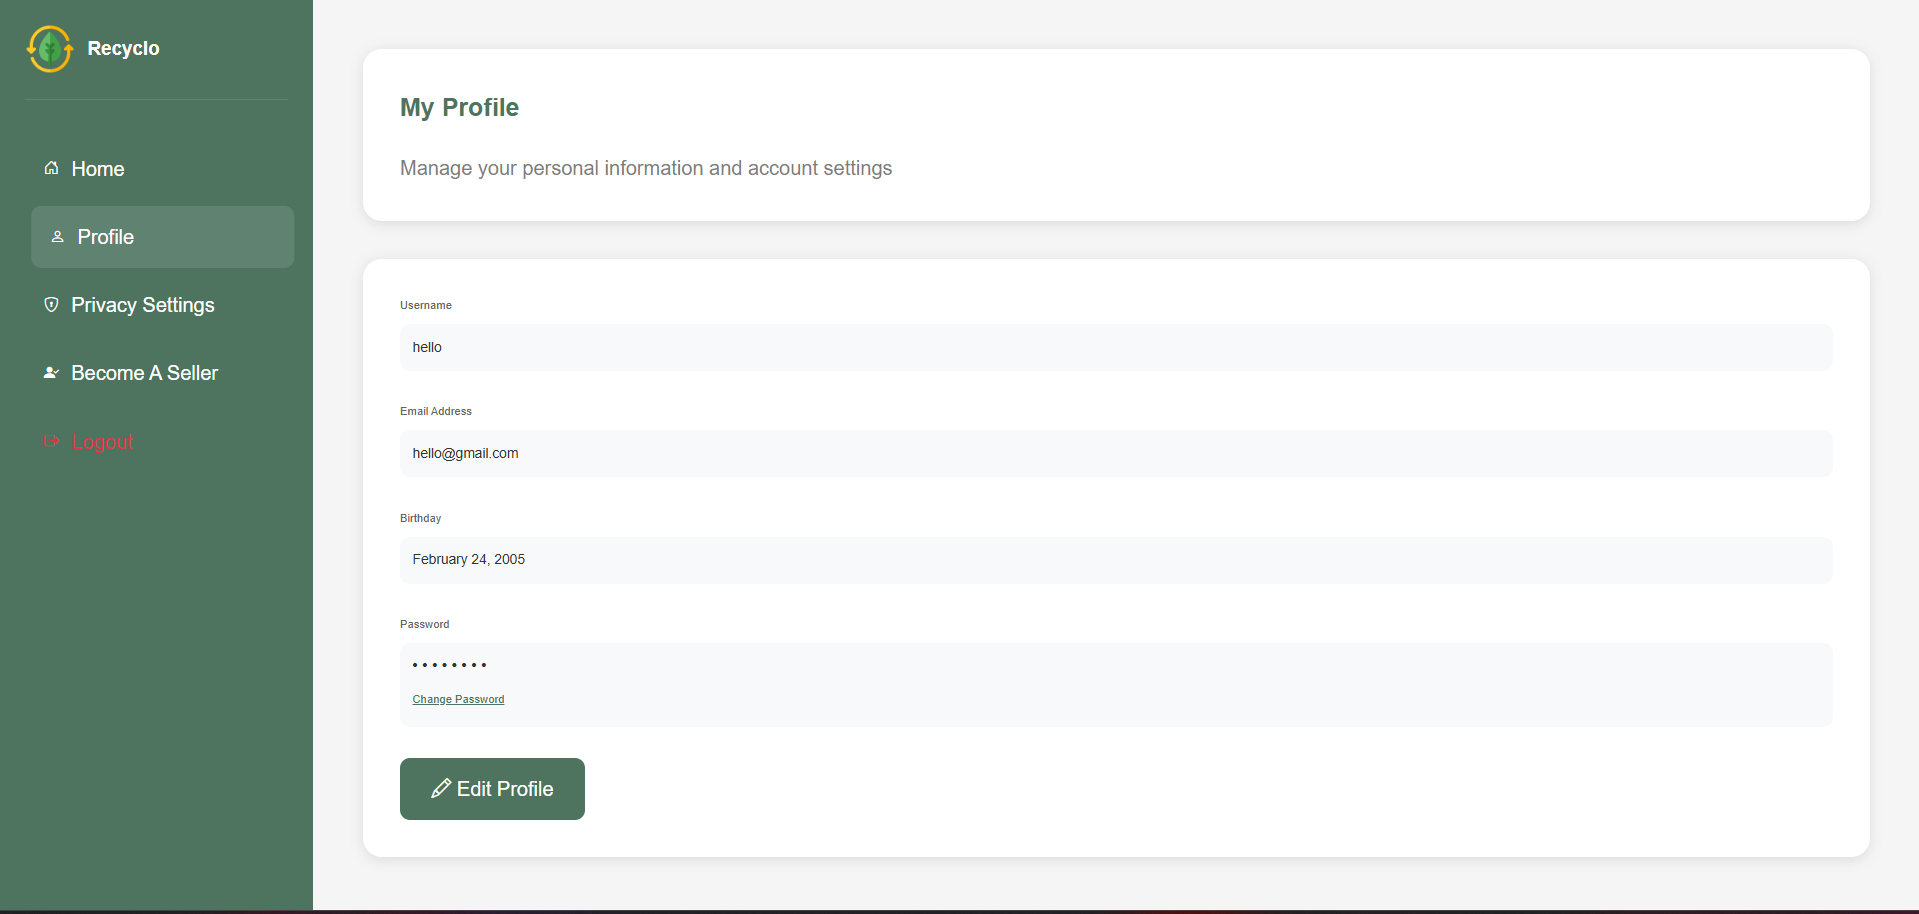 Recyclo
Home
Profile
Privacy Settings
Become A Seller
Logout
My Profile
Manage your personal information and account settings
Username
hello
Email Address
hello@gmail.com
Birthday
February 24, 2005
Password
••••••••
Change Password
Edit Profile